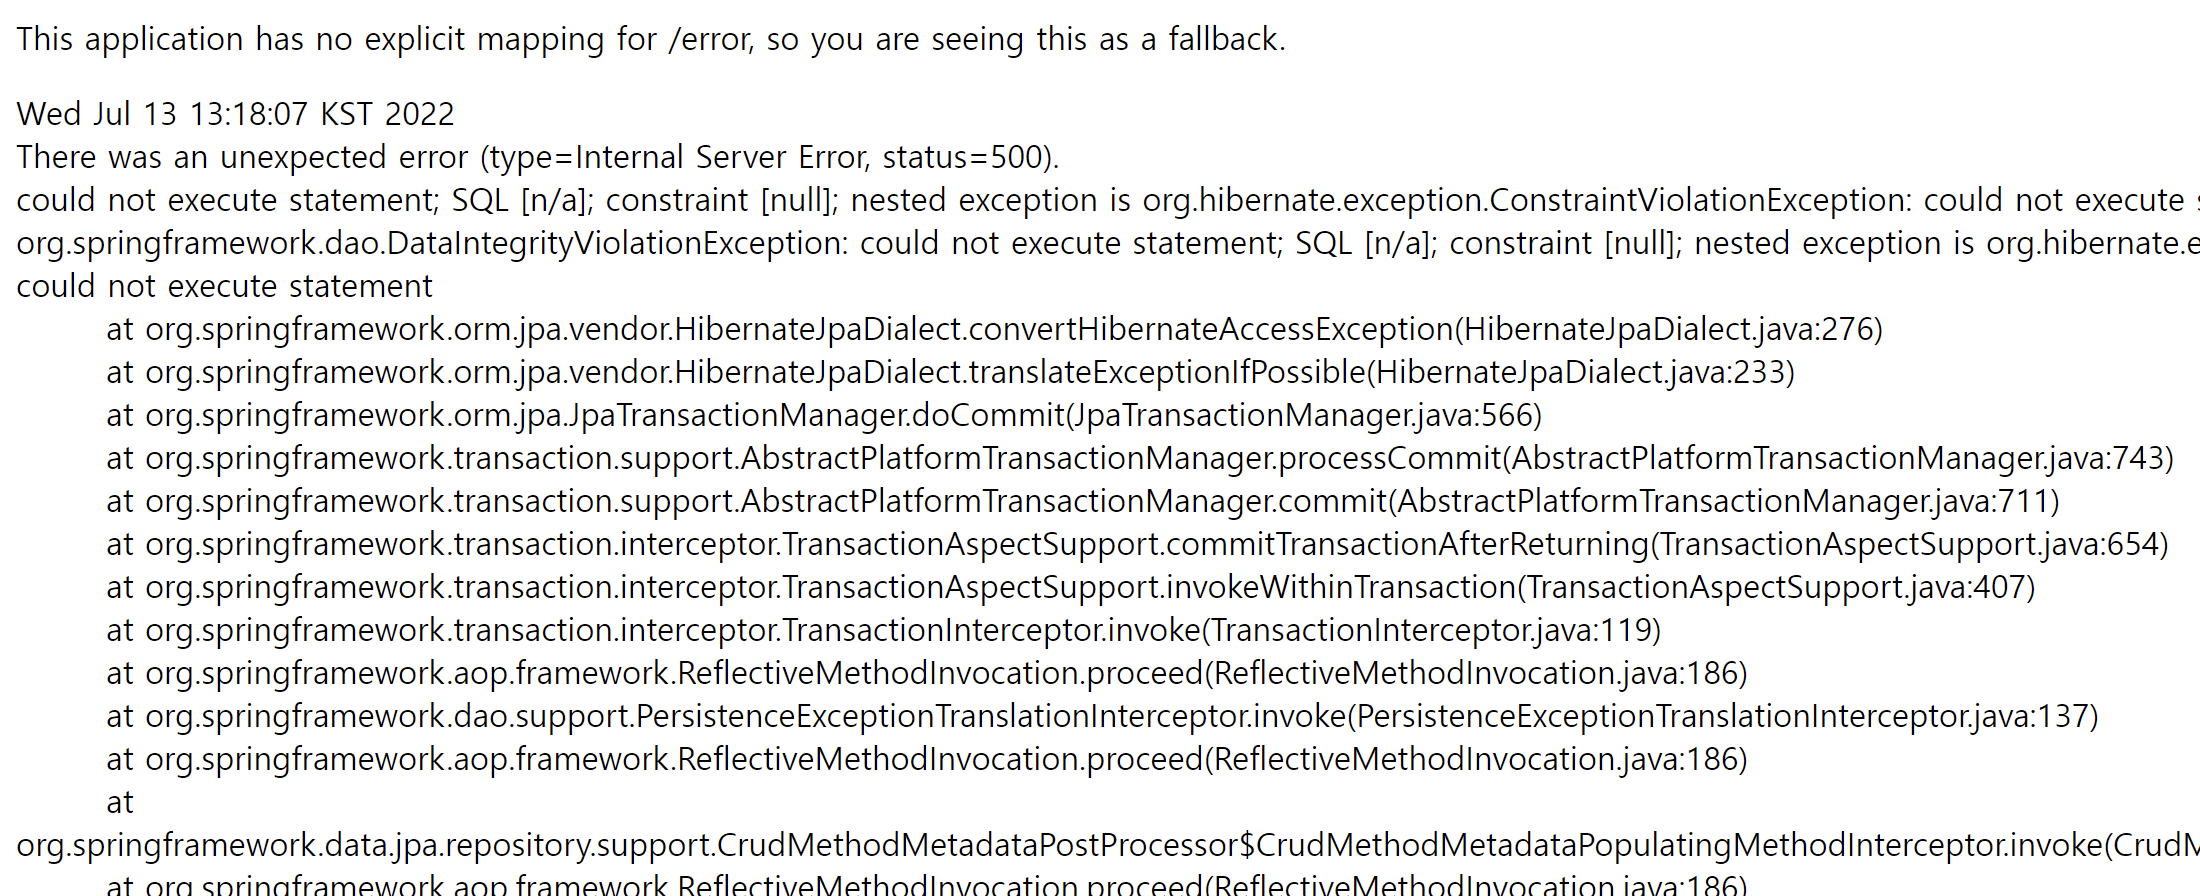 This application has no explicit mapping for /error, so you are seeing this as a fallback.
Wed Jul 13 13:18:07 KST 2022
There was an unexpected error (type=Internal Server Error, status=500).
could not execute statement; SQL [n/a]; constraint [null]; nested exception is org.hibernate.exception.ConstraintViolationException: could not execute
org.springframework.dao.DataIntegrityViolationException: could not execute statement; SQL [n/a]; constraint [null]; nested exception is org.hibernate.e
could not execute statement
at org.springframework.orm.jpa.vendor.HibernateJpaDialect.convertHibernateAccessException(HibernateJpaDialect.java:276)
at org.springframework.orm.jpa.vendor.HibernateJpaDialect.translateExceptionIfPossible(HibernateJpaDialect.java:233)
at org.springframework.orm.jpa.JpaTransactionManager.doCommit(JpaTransactionManager.java:566)
at org.springframework.transaction.support.AbstractPlatformTransactionManager.processCommit(AbstractPlatformTransactionManager.java:743)
at org.springframework.transaction.support.AbstractPlatformTransactionManager.commit(AbstractPlatformTransactionManager.java:711)
at org.springframework.transaction.interceptor.TransactionAspectSupport.commitTransactionAfterReturning(TransactionAspectSupport.java:654)
at org.springframework.transaction.interceptor.TransactionAspectSupport.invokeWithinTransaction(TransactionAspectSupport.java:407)
at org.springframework.transaction.interceptor.TransactionInterceptor.invoke(TransactionInterceptor.java:119)
at org.springframework.aop.framework.ReflectiveMethodInvocation.proceed(ReflectiveMethodInvocation.java:186)
at org.springframework.dao.support.PersistenceExceptionTranslationInterceptor.invoke(PersistenceExceptionTranslationInterceptor.java:137)
at org.springframework.aop.framework.ReflectiveMethodInvocation.proceed(ReflectiveMethodInvocation.java:186)
at
org.springframework.data.jpa.repository.support.CrudMethodMetadataPostProcessor$CrudMethodMetadataPopulatingMethodInterceptor.invoke(CrudM
at org.springframework.aop.framework.ReflectiveMethodInvocation.proceed(ReflectiveMethodInvocation.java:186)